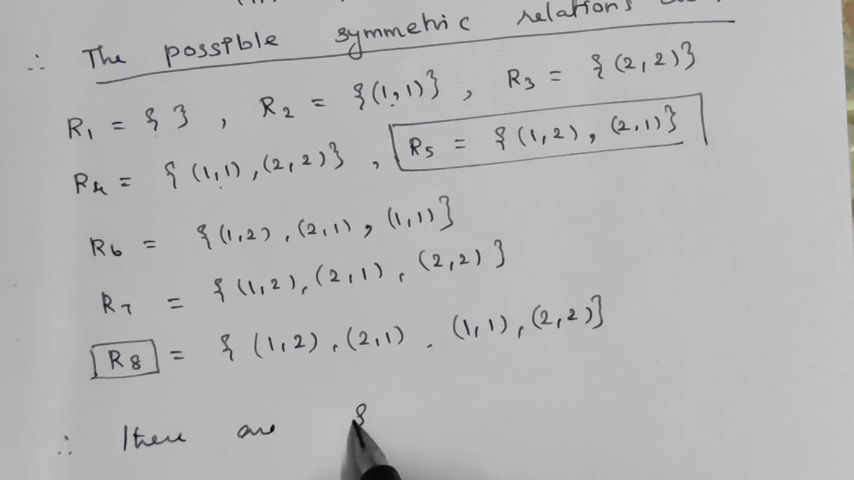 ∴ The possible symmetric relations
R1 = { } , R2 = {(1,1)} , R3 = {(2,2)}
R4 = {(1,1),(2,2)} , R5 = {(1,2), (2,1)}
R6 = {(1,2), (2,1), (1,1)}
R7 = {(1,2), (2,1), (2,2)}
R8 = {(1,2), (2,1). (1,1), (2,2)}
∴ There are 8